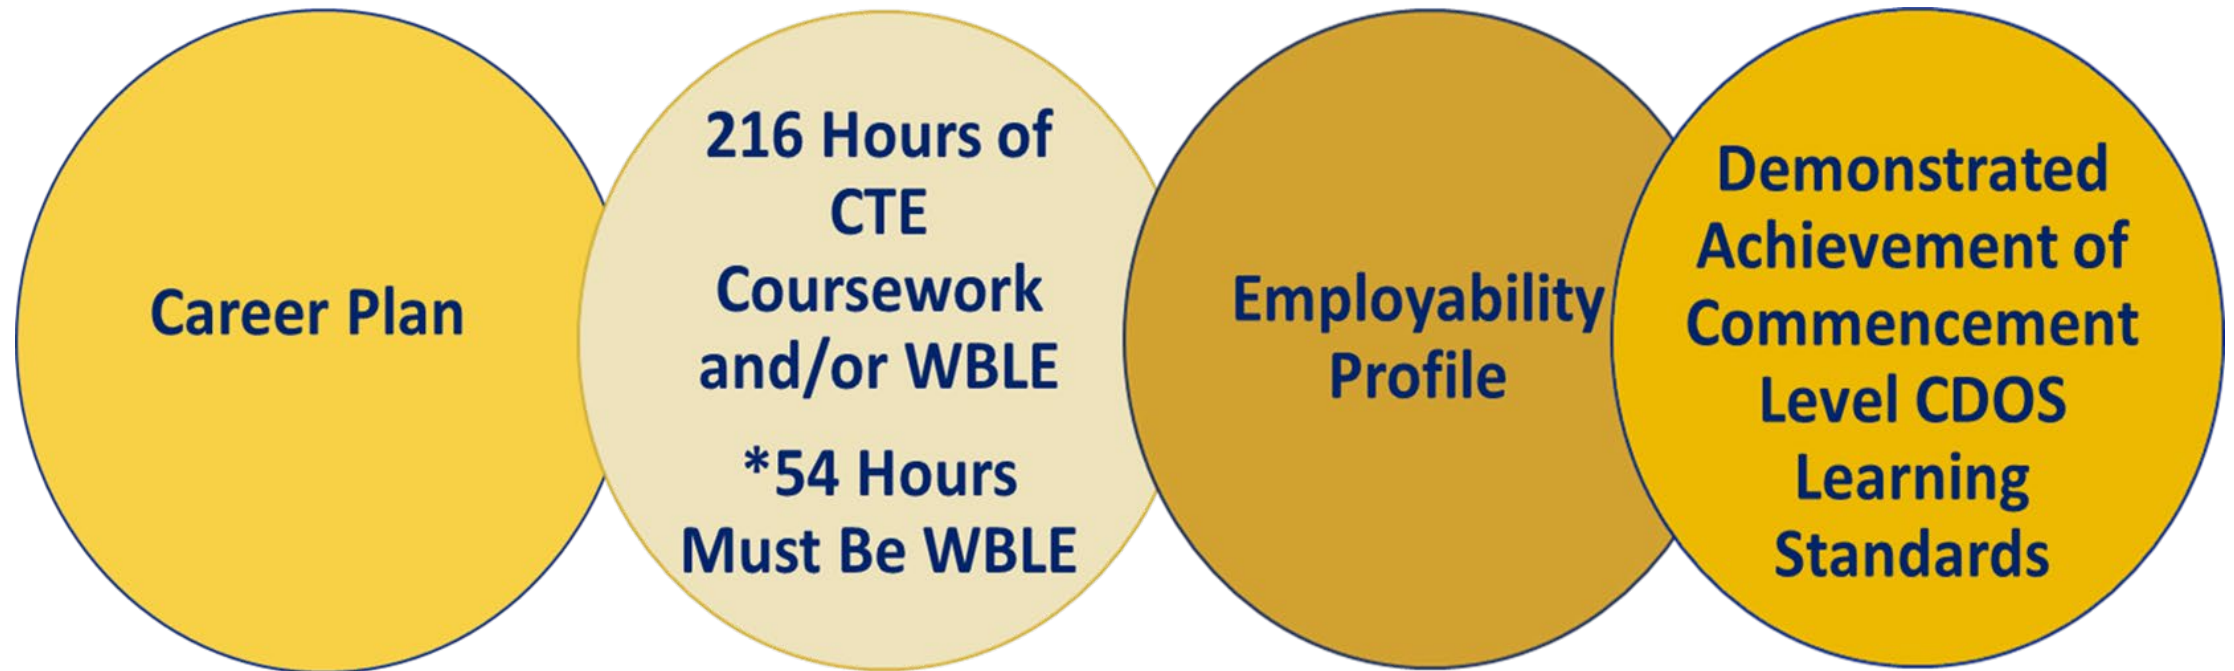 Career Plan
216 Hours of
CTE
Coursework
and/or WBLE
*54 Hours
Must Be WBLE
Employability
Profile
Demonstrated
Achievement of
Commencement
Level CDOS
Learning
Standards